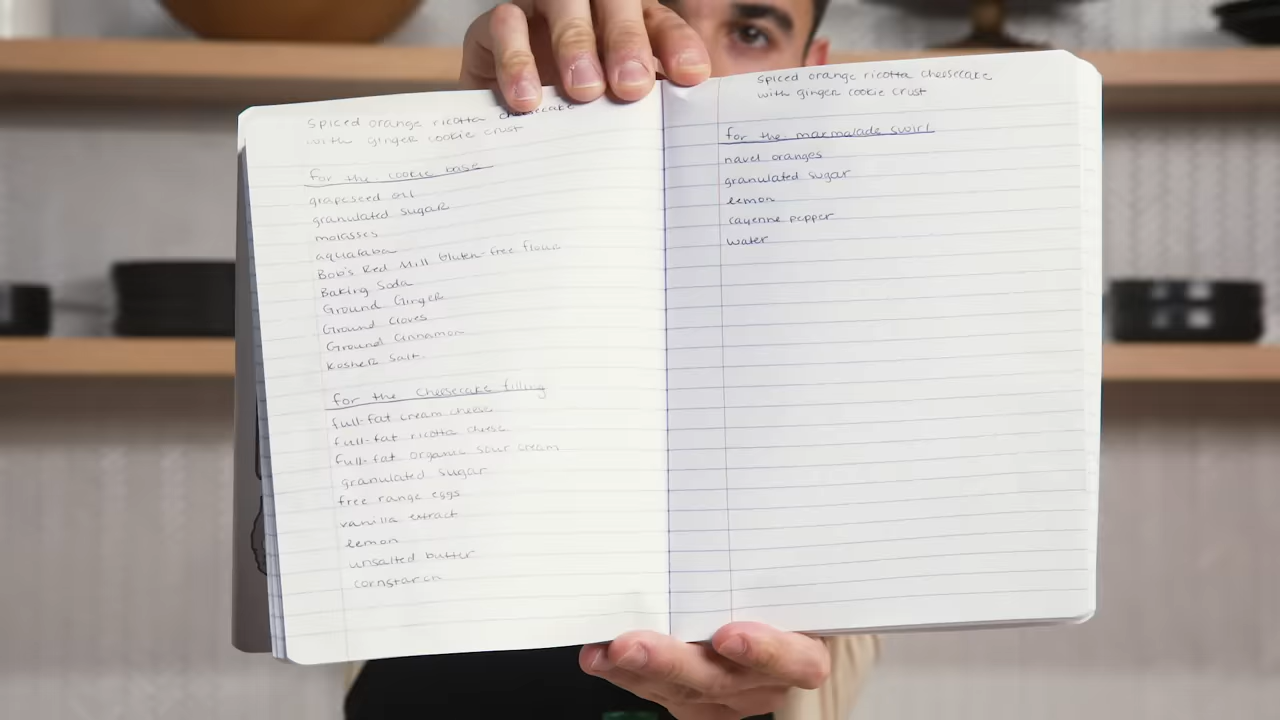 spiced orange ricotta cheesecake
with ginger cookie crust
for the cookie base
grapeseed oil
granulated sugar
molasses
aquafaba
Bob's Red Mill Gluten-free flour
Baking Soda
Ground Ginger
Ground Cloves
Ground Cinnamon
Kosher Salt
for the cheesecake filling
full-fat cream cheese
full-fat ricotta cheese
full-fat organic sour cream
granulated sugar
free range eggs
vanilla extract
lemon
unsalted butter
cornstarch
spiced orange ricotta cheesecake
with ginger cookie crust
for the marmalade swirl
navel oranges
granulated sugar
lemon
cayenne pepper
water